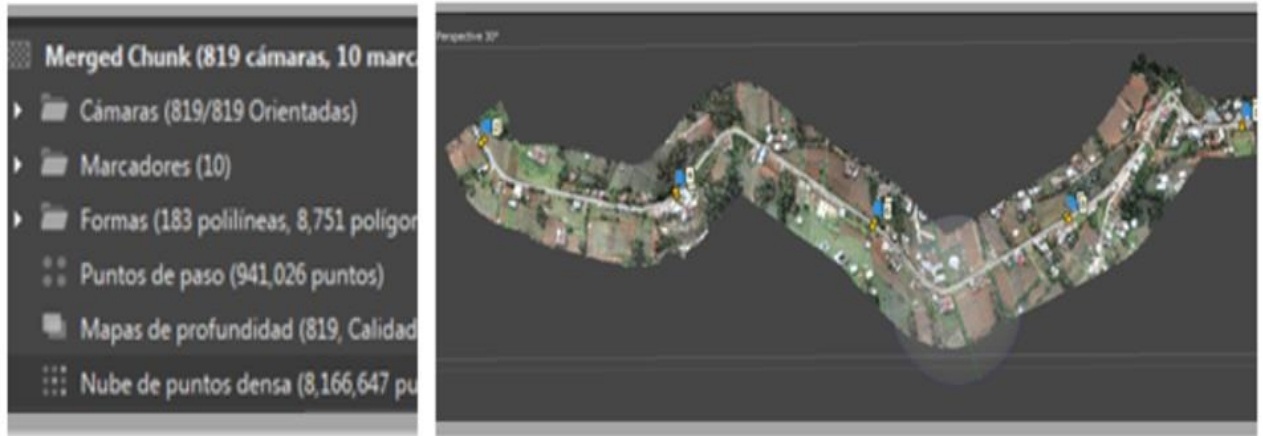 Merged Chunk (819 cámaras, 10 marc
Cámaras (819/819 Orientadas)
Marcadores (10)
Formas (183 polilíneas, 8,751 polígon
Puntos de paso (941,026 puntos)
Mapas de profundidad (819, Calidad
Nube de puntos densa (8,166,647 pu
Perspective 30°